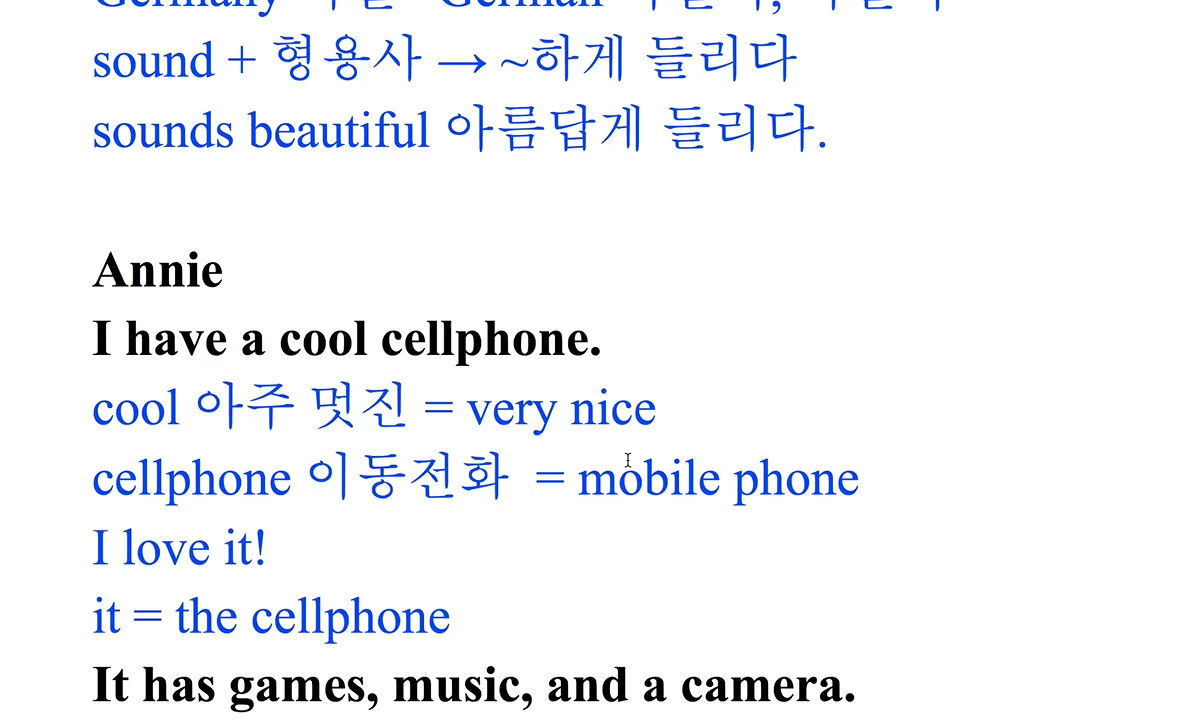 Germany German
sound + 형용사 → ~하게 들리다
sounds beautiful 아름답게 들리다.
Annie
I have a cool cellphone.
cool 아주 멋진 = very nice
cellphone 이동전화 = mobile phone
I love it!
it = the cellphone
It has games, music, and a camera.